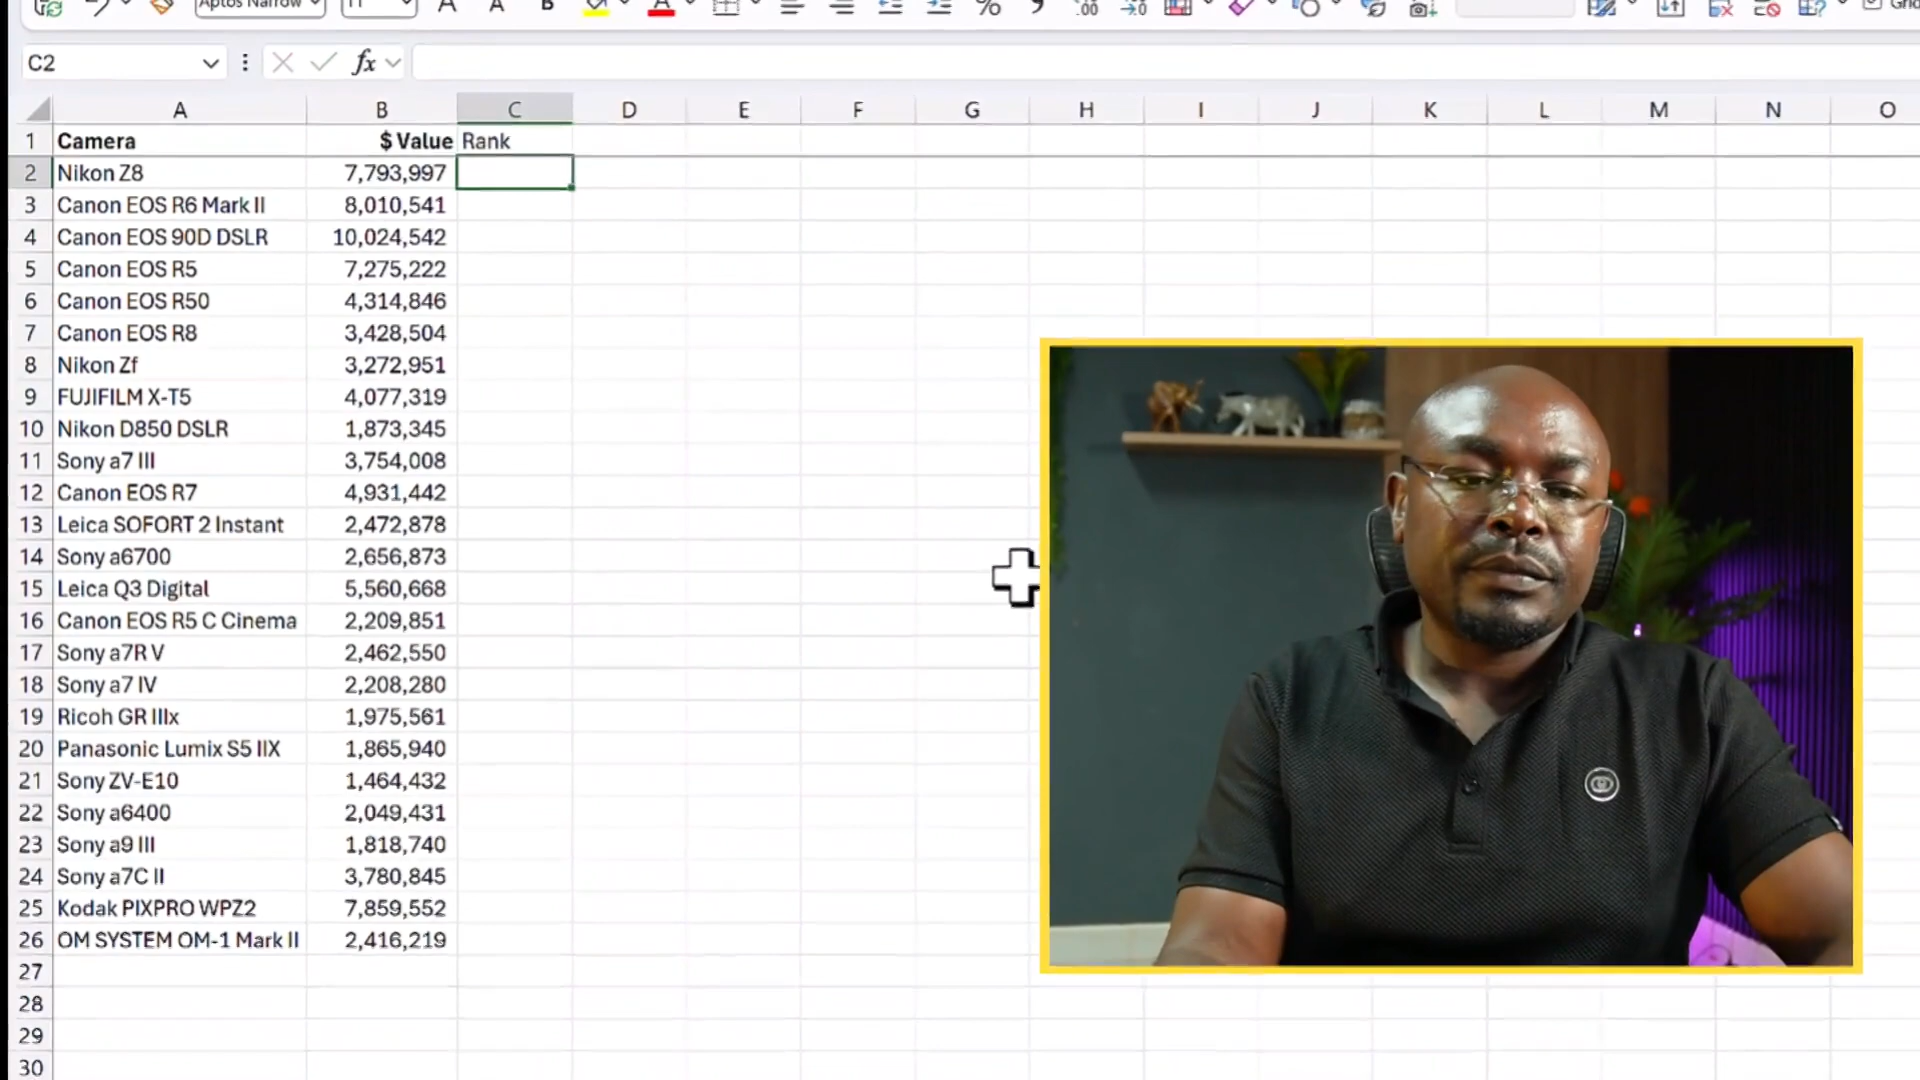 Aptos Narrow
11
A A B % 9 .00
C2
fx
A B C D E F G H I J K L M N O
1 Camera $ Value Rank
2 Nikon Z8 7,793,997
3 Canon EOS R6 Mark II 8,010,541
4 Canon EOS 90D DSLR 10,024,542
5 Canon EOS R5 7,275,222
6 Canon EOS R50 4,314,846
7 Canon EOS R8 3,428,504
8 Nikon Zf 3,272,951
9 FUJIFILM X-T5 4,077,319
10 Nikon D850 DSLR 1,873,345
11 Sony a7 III 3,754,008
12 Canon EOS R7 4,931,442
13 Leica SOFORT 2 Instant 2,472,878
14 Sony a6700 2,656,873
15 Leica Q3 Digital 5,560,668
16 Canon EOS R5 C Cinema 2,209,851
17 Sony a7R V 2,462,550
18 Sony a7 IV 2,208,280
19 Ricoh GR IIIx 1,975,561
20 Panasonic Lumix S5 IIX 1,865,940
21 Sony ZV-E10 1,464,432
22 Sony a6400 2,049,431
23 Sony a9 III 1,818,740
24 Sony a7C II 3,780,845
25 Kodak PIXPRO WPZ2 7,859,552
26 OM SYSTEM OM-1 Mark II 2,416,219
27
28
29
30